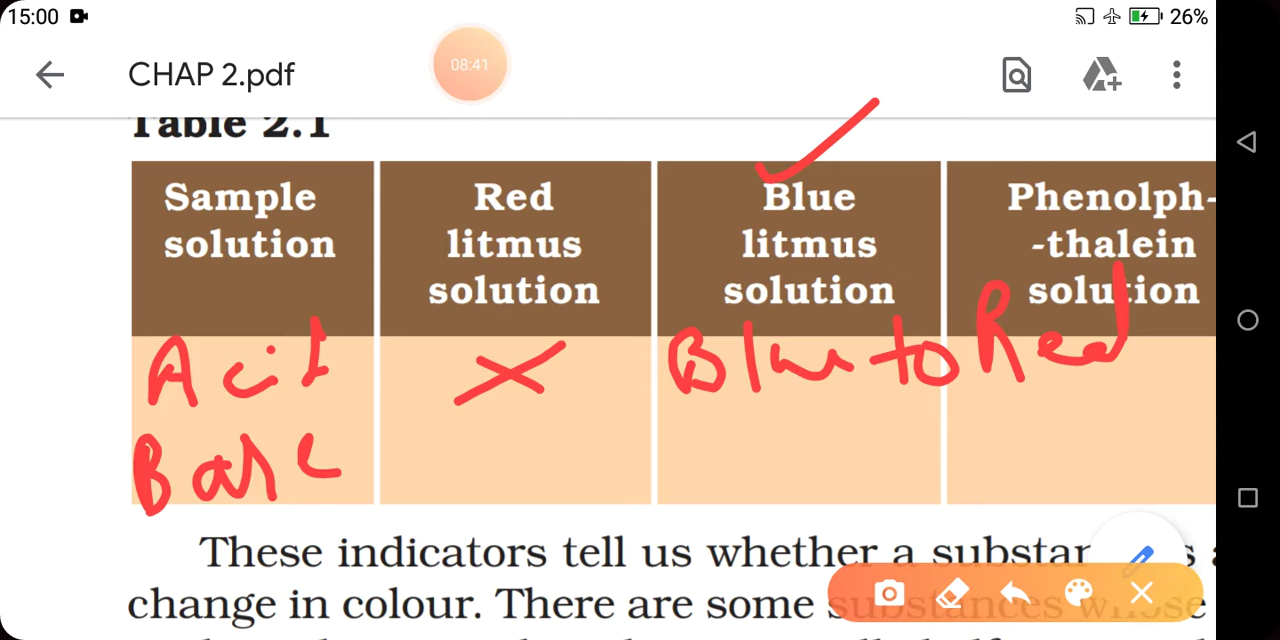 15:00 26%
CHAP 2.pdf 08:41
Table 2.1
Sample solution
Red litmus solution
Blue litmus solution
Phenolph- -thalein solution
Acid × Blue to Red
Base
These indicators tell us whether a substan s a
change in colour. There are some substances whose